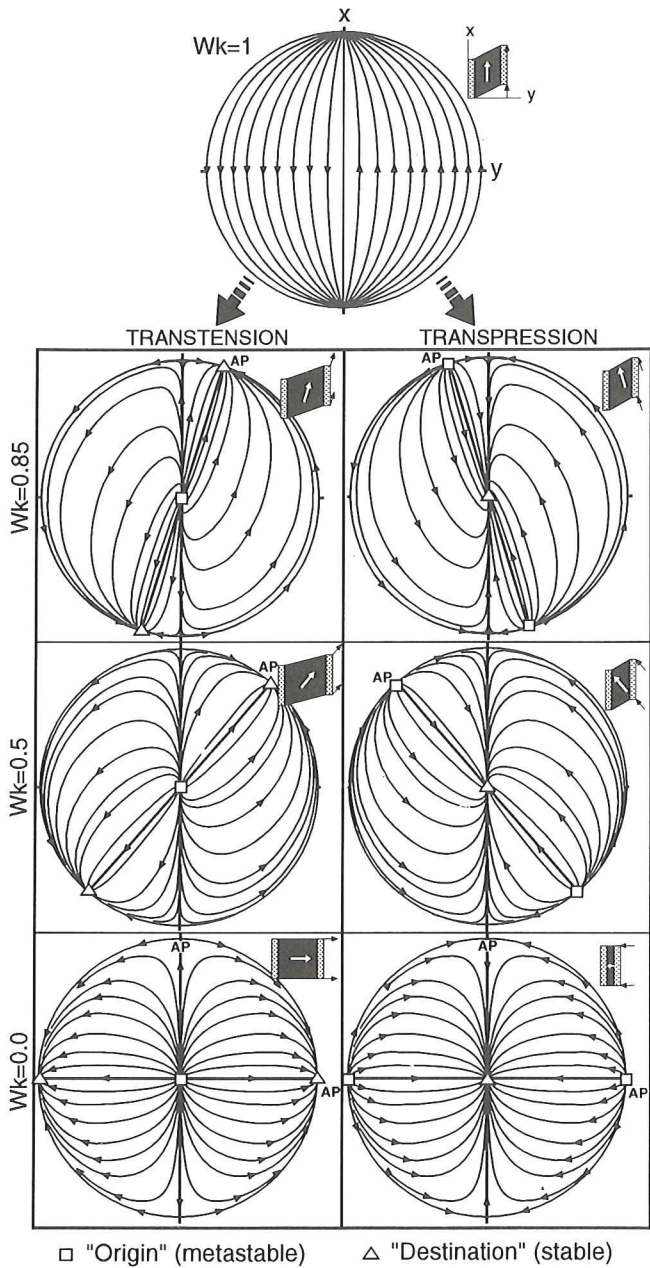 x
Wk=1
x
y
y
TRANSTENSION
TRANSPRESSION
Wk=0.85
AP
AP
Wk=0.5
AP
AP
Wk=0.0
AP
AP
AP
AP
"Origin" (metastable)
"Destination" (stable)